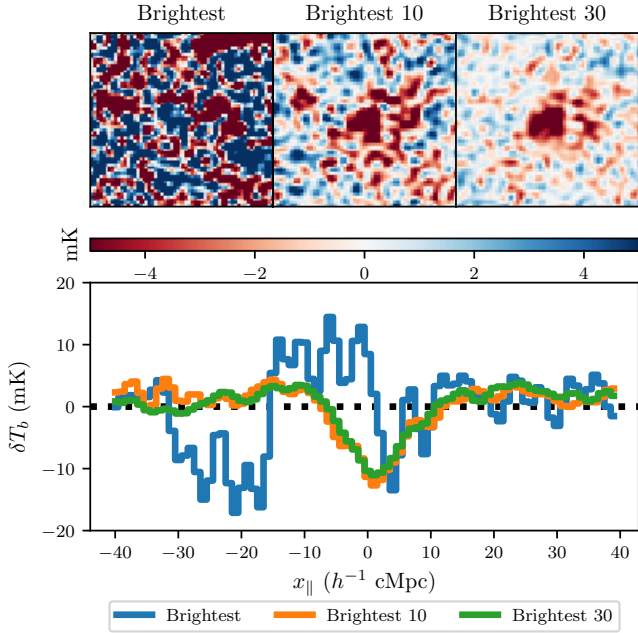 Brightest Brightest 10 Brightest 30
mK
−4 −2 0 2 4
20
10
0
−10
−20
δT_b (mK)
−40 −30 −20 −10 0 10 20 30 40
x_∥ (h^{−1} cMpc)
Brightest Brightest 10 Brightest 30